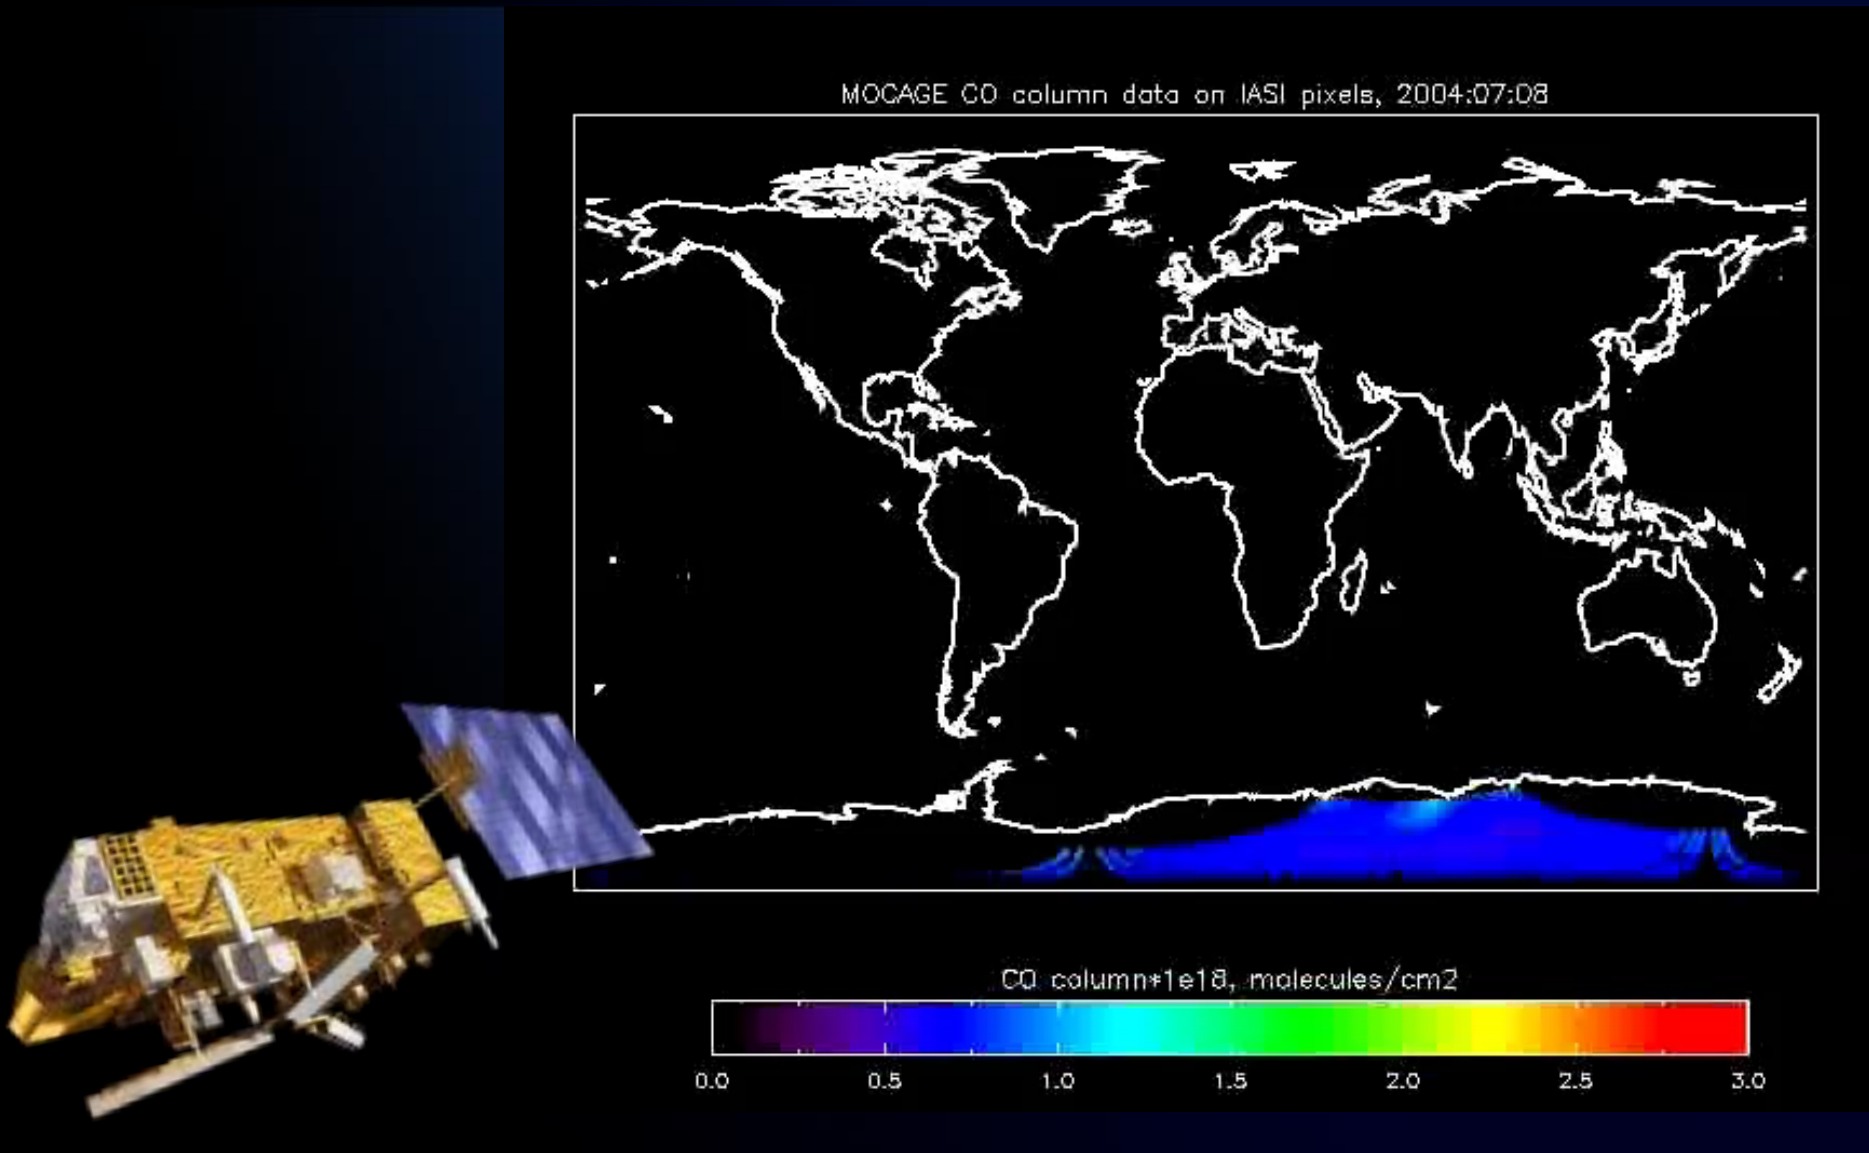 MOCAGE CO column data on IASI pixels, 2004:07:08
CO column*1e18, molecules/cm2
0.0 0.5 1.0 1.5 2.0 2.5 3.0